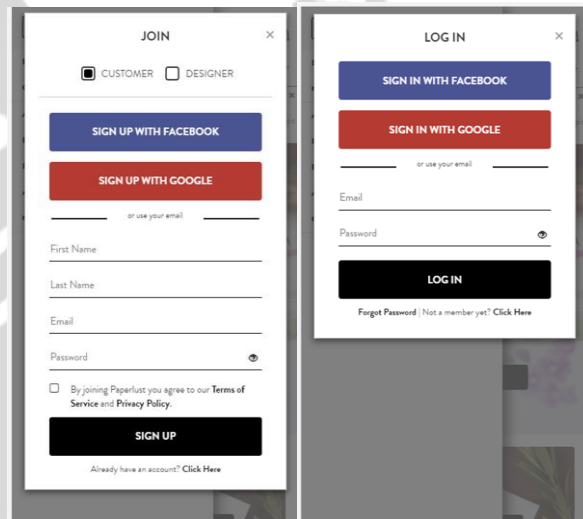 JOIN
×
CUSTOMER DESIGNER
SIGN UP WITH FACEBOOK
SIGN UP WITH GOOGLE
or use your email
First Name
Last Name
Email
Password
By joining Paperlust you agree to our Terms of
Service and Privacy Policy.
SIGN UP
Already have an account? Click Here
LOG IN
×
SIGN IN WITH FACEBOOK
SIGN IN WITH GOOGLE
or use your email
Email
Password
LOG IN
Forgot Password | Not a member yet? Click Here